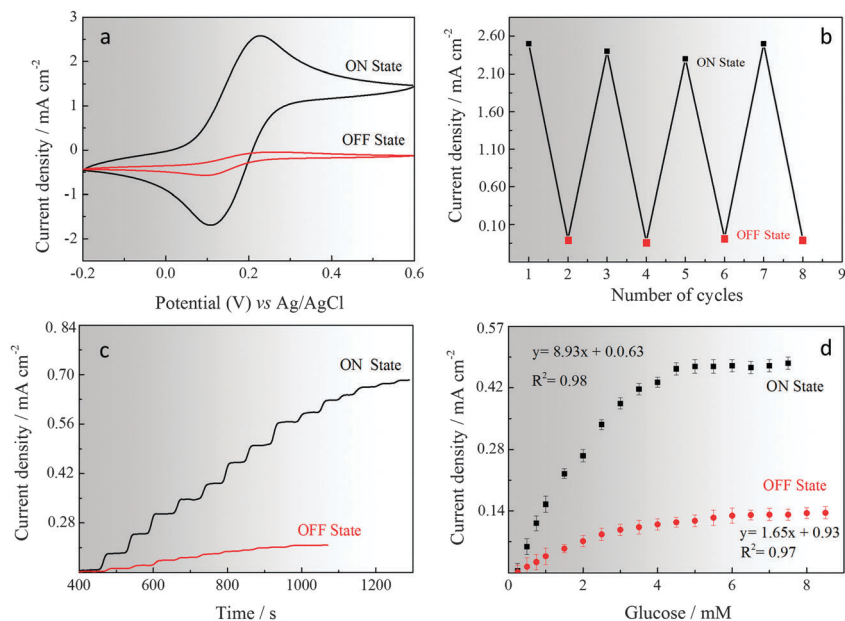 a
Current density / mA cm-2
3
2
1
0
-1
-2
ON State
OFF State
-0.2
0.0
0.2
0.4
0.6
Potential (V) vs Ag/AgCl
b
Current density / mA cm-2
2.60
2.10
1.60
1.10
0.60
0.10
ON State
OFF State
1 2 3 4 5 6 7 8 9
Number of cycles
c
Current density / mA cm-2
0. 84
0.70
0.56
0.42
0.28
ON State
OFF State
400 600 800 1000 1200
Time / s
d
Current density / mA cm-2
0.57
0.42
0.28
0.14
y= 8.93x + 0.0.63
R2= 0.98
ON State
OFF State
y= 1.65x + 0.93
R2= 0.97
0 2 4 6 8
Glucose / mM